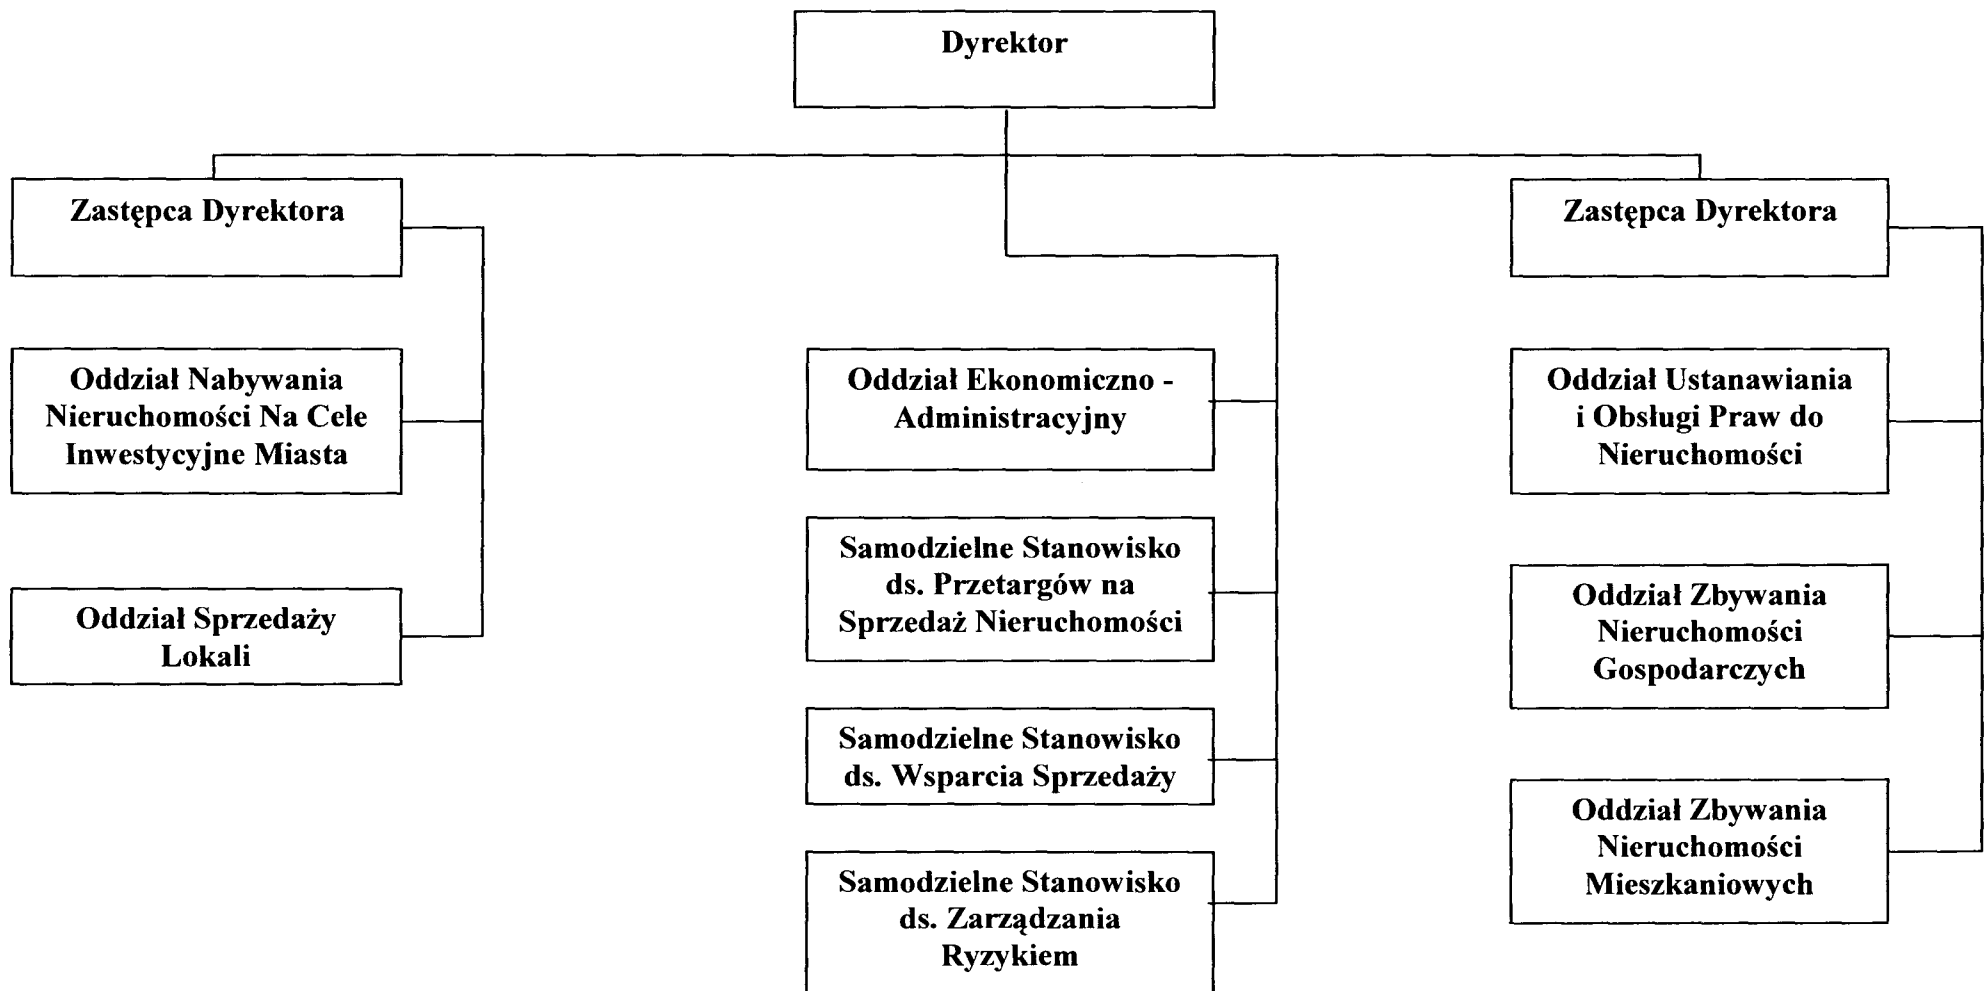 Dyrektor
Zastępca Dyrektora
Oddział Nabywania
Nieruchomości Na Cele
Inwestycyjne Miasta
Oddział Sprzedaży
Lokali
Oddział Ekonomiczno -
Administracyjny
Samodzielne Stanowisko
ds. Przetargów na
Sprzedaż Nieruchomości
Samodzielne Stanowisko
ds. Wsparcia Sprzedaży
Samodzielne Stanowisko
ds. Zarządzania
Ryzykiem
Zastępca Dyrektora
Oddział Ustanawiania
i Obsługi Praw do
Nieruchomości
Oddział Zbywania
Nieruchomości
Gospodarczych
Oddział Zbywania
Nieruchomości
Mieszkaniowych